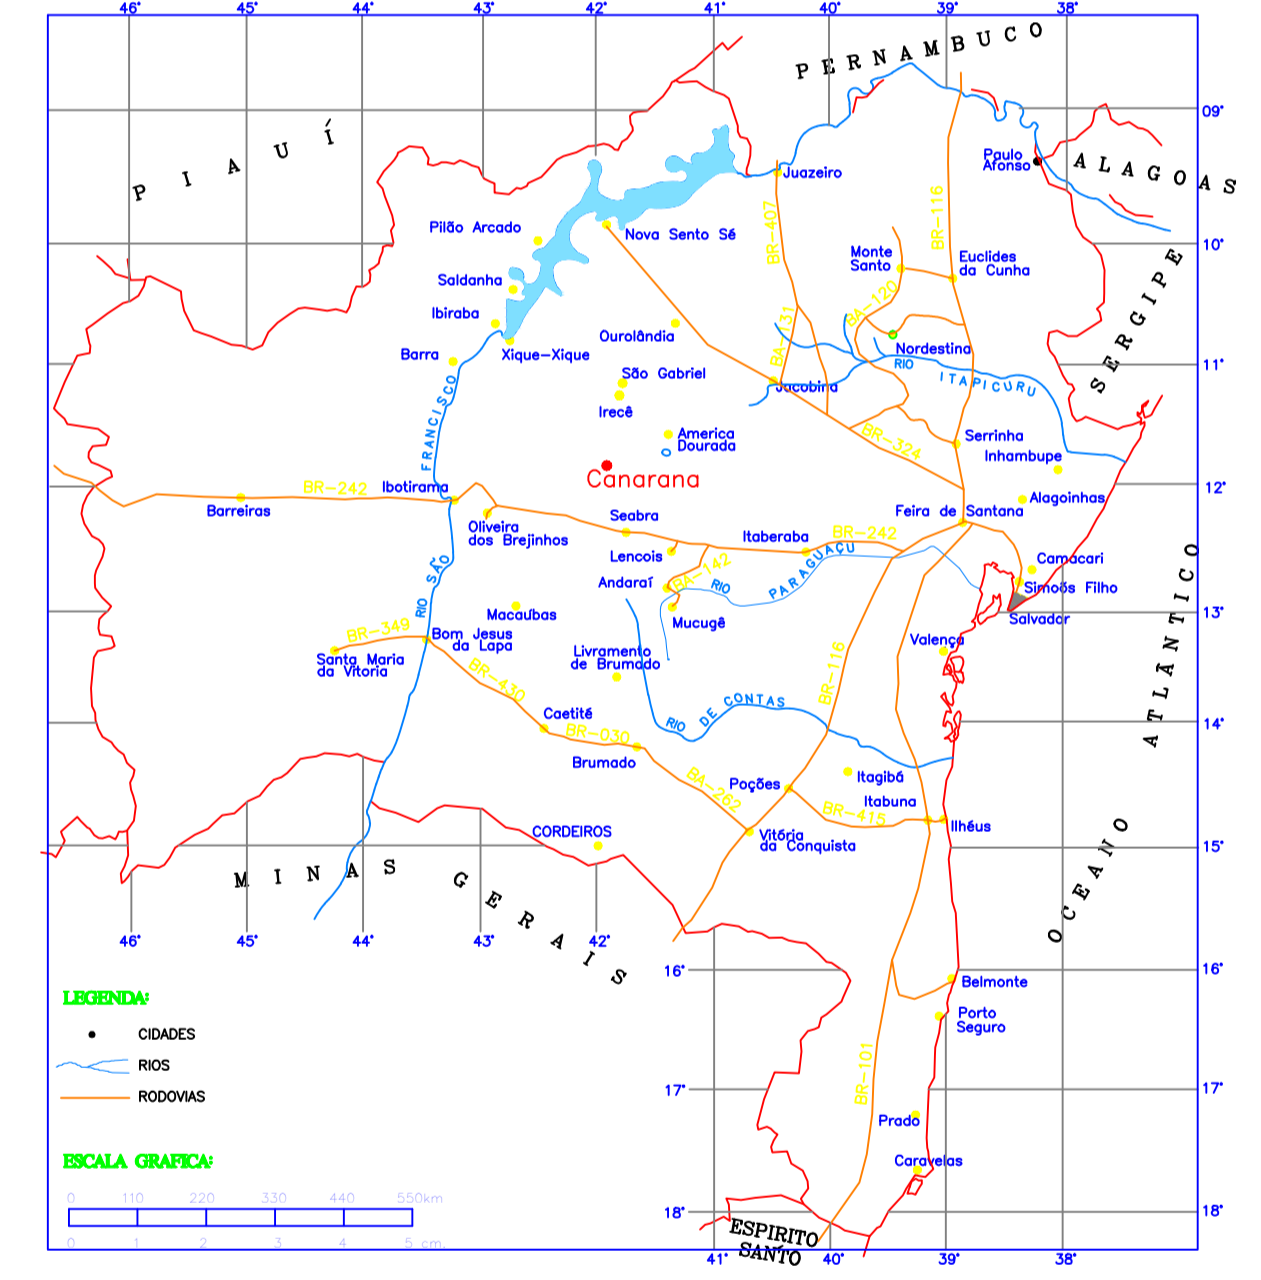 46° 45° 44° 43° 42° 41° 40° 39° 38°
PERNAMBUCO
09°
PIAUÍ
Paulo
Afonso
ALAGOAS
Juazeiro
BR-407
BR-116
Pilão Arcado
Nova Sento Sé
10°
Monte
Santo
Euclides
da Cunha
SERGIPE
Saldanha
BA-120
Ibiraba
Ourolândia
BA-131
Nordestina
Barra
Xique-Xique
11°
RIO ITAPICURU
São Gabriel
Jacobina
Irecê
FRANCISCO
America
Dourada
BR-324
Serrinha
Inhambupe
Canarana
BR-242
Ibotirama
12°
Barreiras
Alagoinhas
Oliveira
dos Brejinhos
Seabra
Feira de Santana
Itaberaba
BR-242
Lencois
RIO PARAGUAÇU
Camacari
RIO SÃO
Andaraí
BA-142
Simoõs Filho
Macaúbas
13°
Mucugê
Salvador
BR-349
Bom Jesus
da Lapa
Valença
Santa Maria
da Vitoria
Livramento
de Brumado
BR-430
BR-116
ATLÂNTICO
Caetité
RIO DE CONTAS
14°
BR-030
Brumado
BA-262
Poções
Itagibá
Itabuna
BR-415
Ilhéus
CORDEIROS
Vitória
da Conquista
15°
MINAS GERAIS
OCEANO
46° 45° 44° 43° 42°
16° 16°
Belmonte
LEGENDA:
Porto
Seguro
CIDADES
RIOS
BR-101
RODOVIAS
17° 17°
Prado
ESCALA GRAFICA:
Caravelas
0 110 220 330 440 550km
18° 18°
ESPIRITO
SANTO
0 1 2 3 4 5 cm.
41° 40° 39° 38°